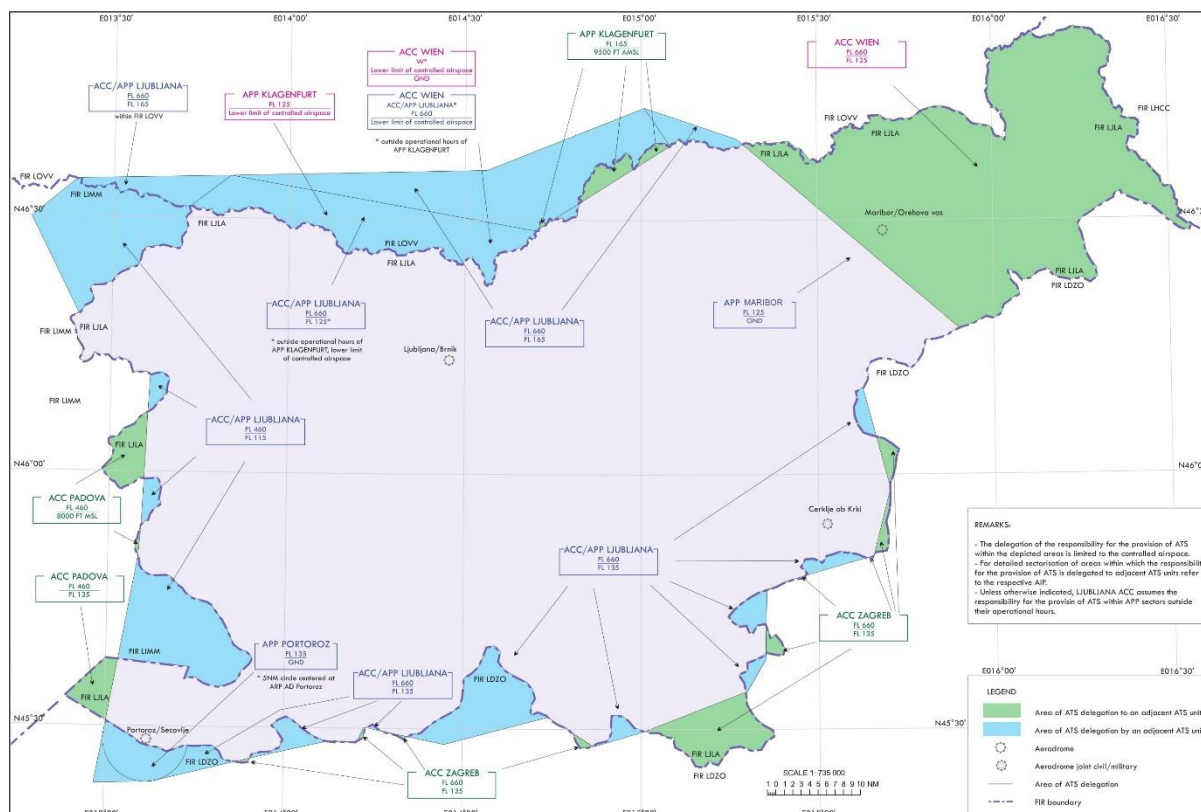 E013°30'
E014°00'
E014°30'
E015°00'
E015°30'
E016°00'
E016°30'
ACC/APP LJUBLJANA
FL 660
FL 165
within FIR LOVV
APP KLAGENFURT
FL 125
Lower limit of controlled airspace
ACC WIEN
W*
Lower limit of controlled airspace
GND
ACC WIEN
ACC/APP LJUBLJANA*
FL 660
Lower limit of controlled airspace
* outside operational hours of
APP KLAGENFURT
APP KLAGENFURT
FL 165
9500 FT AMSL
ACC WIEN
FL 660
FL 125
FIR LHCC
FIR LJLA
FIR LOVV
FIR LJLA
FIR LJLA
FIR LOVV
FIR LIMM
FIR LJLA
N46°30'
FIR LOVV
FIR LJLA
Maribor/Orehova vas
FIR LJLA
FIR LDZO
ACC/APP LJUBLJANA
FL 660
FL 125*
* outside operational hours of
APP KLAGENFURT, lower limit
of controlled airspace
ACC/APP LJUBLJANA
FL 660
FL 165
APP MARIBOR
FL 125
GND
FIR LIMM
FIR LJLA
Ljubljana/Brnik
FIR LDZO
FIR LIMM
ACC/APP LJUBLJANA
FL 460
FL 115
FIR LJLA
N46°00'
N46°00'
ACC PADOVA
FL 460
8000 FT MSL
Cerklje ob Krki
ACC PADOVA
FL 460
FL 135
ACC/APP LJUBLJANA
FL 660
FL 135
ACC ZAGREB
FL 660
FL 135
REMARKS:
- The delegation of the responsibility for the provision of ATS
within the depicted areas is limited to the controlled airspace.
- For detailed sectorisation of areas within which the responsibility
for the provision of ATS is delegated to adjacent ATS units refer
to the respective AIP.
- Unless otherwise indicated, LJUBLJANA ACC assumes the
responsibility for the provisin of ATS within APP sectors outside
their operational hours.
FIR LIMM
FIR LJLA
APP PORTOROZ
FL 135
GND
* 5NM circle centered at
ARP AD Portoroz
ACC/APP LJUBLJANA
FL 660
FL 135
FIR LDZO
E016°00'
E016°30'
N45°30'
N45°30'
Portoroz/Secovlje
FIR LDZO
FIR LJLA
FIR LDZO
ACC ZAGREB
FL 660
FL 135
SCALE 1: 735 000
1 0 1 2 3 4 5 6 7 8 9 10 NM
LEGEND
Area of ATS delegation to an adjacent ATS unit
Area of ATS delegation by an adjacent ATS unit
Aerodrome
Aerodrome joint civil/military
Area of ATS delegation
FIR boundary